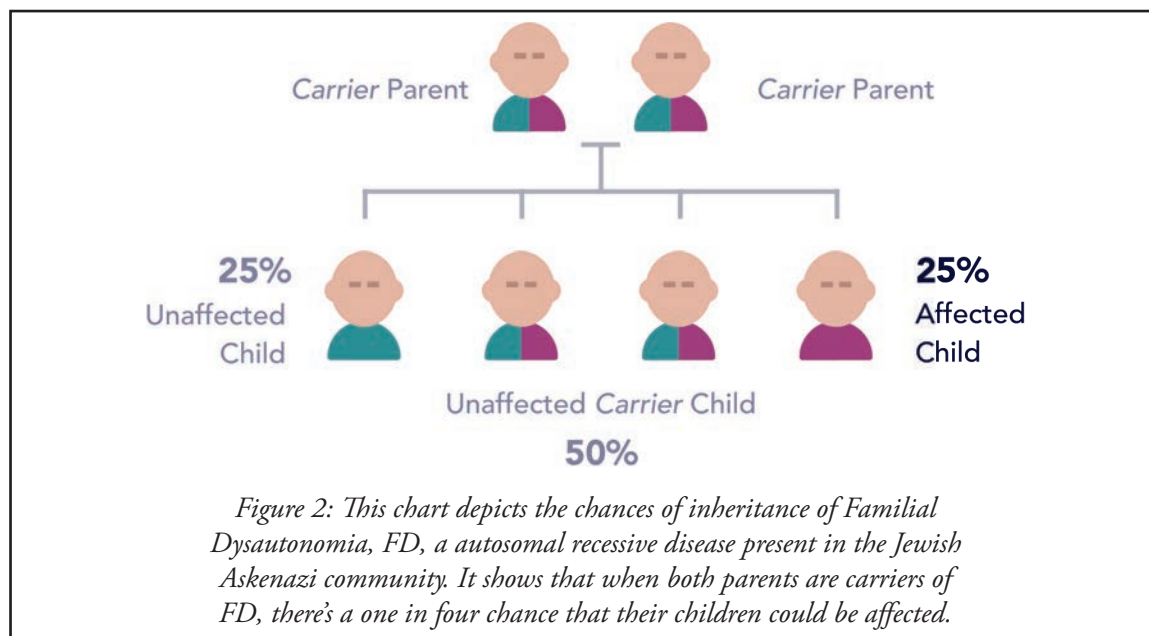 Carrier Parent
Carrier Parent
25%
Unaffected
Child
25%
Affected
Child
Unaffected Carrier Child
50%
Figure 2: This chart depicts the chances of inheritance of Familial
Dysautonomia, FD, a autosomal recessive disease present in the Jewish
Askenazi community. It shows that when both parents are carriers of
FD, there’s a one in four chance that their children could be affected.